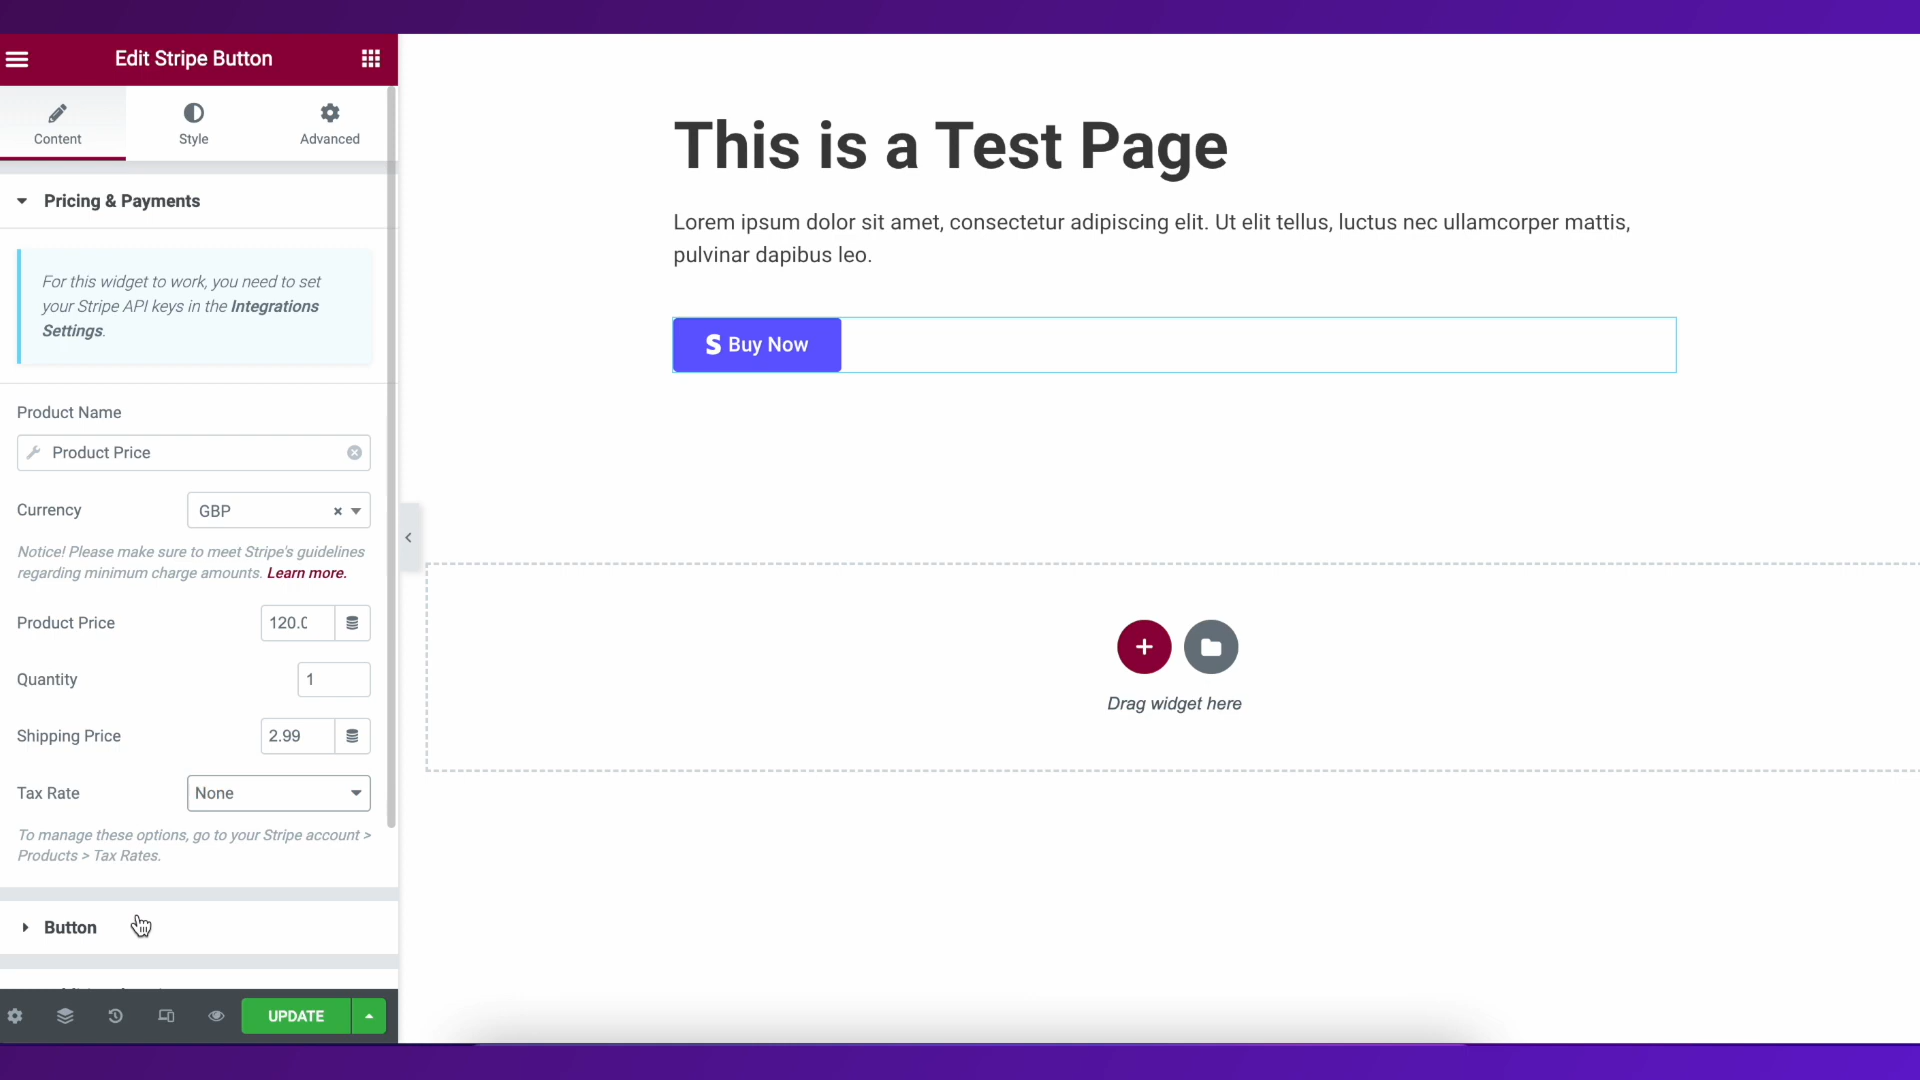 Edit Stripe Button
Content
Style
Advanced
Pricing & Payments
For this widget to work, you need to set
your Stripe API keys in the Integrations
Settings.
Product Name
Product Price
Currency
GBP
Notice! Please make sure to meet Stripe's guidelines
regarding minimum charge amounts. Learn more.
Product Price
120.0
Quantity
1
Shipping Price
2.99
Tax Rate
None
To manage these options, go to your Stripe account >
Products > Tax Rates.
Button
UPDATE
This is a Test Page
Lorem ipsum dolor sit amet, consectetur adipiscing elit. Ut elit tellus, luctus nec ullamcorper mattis,
pulvinar dapibus leo.
S Buy Now
Drag widget here